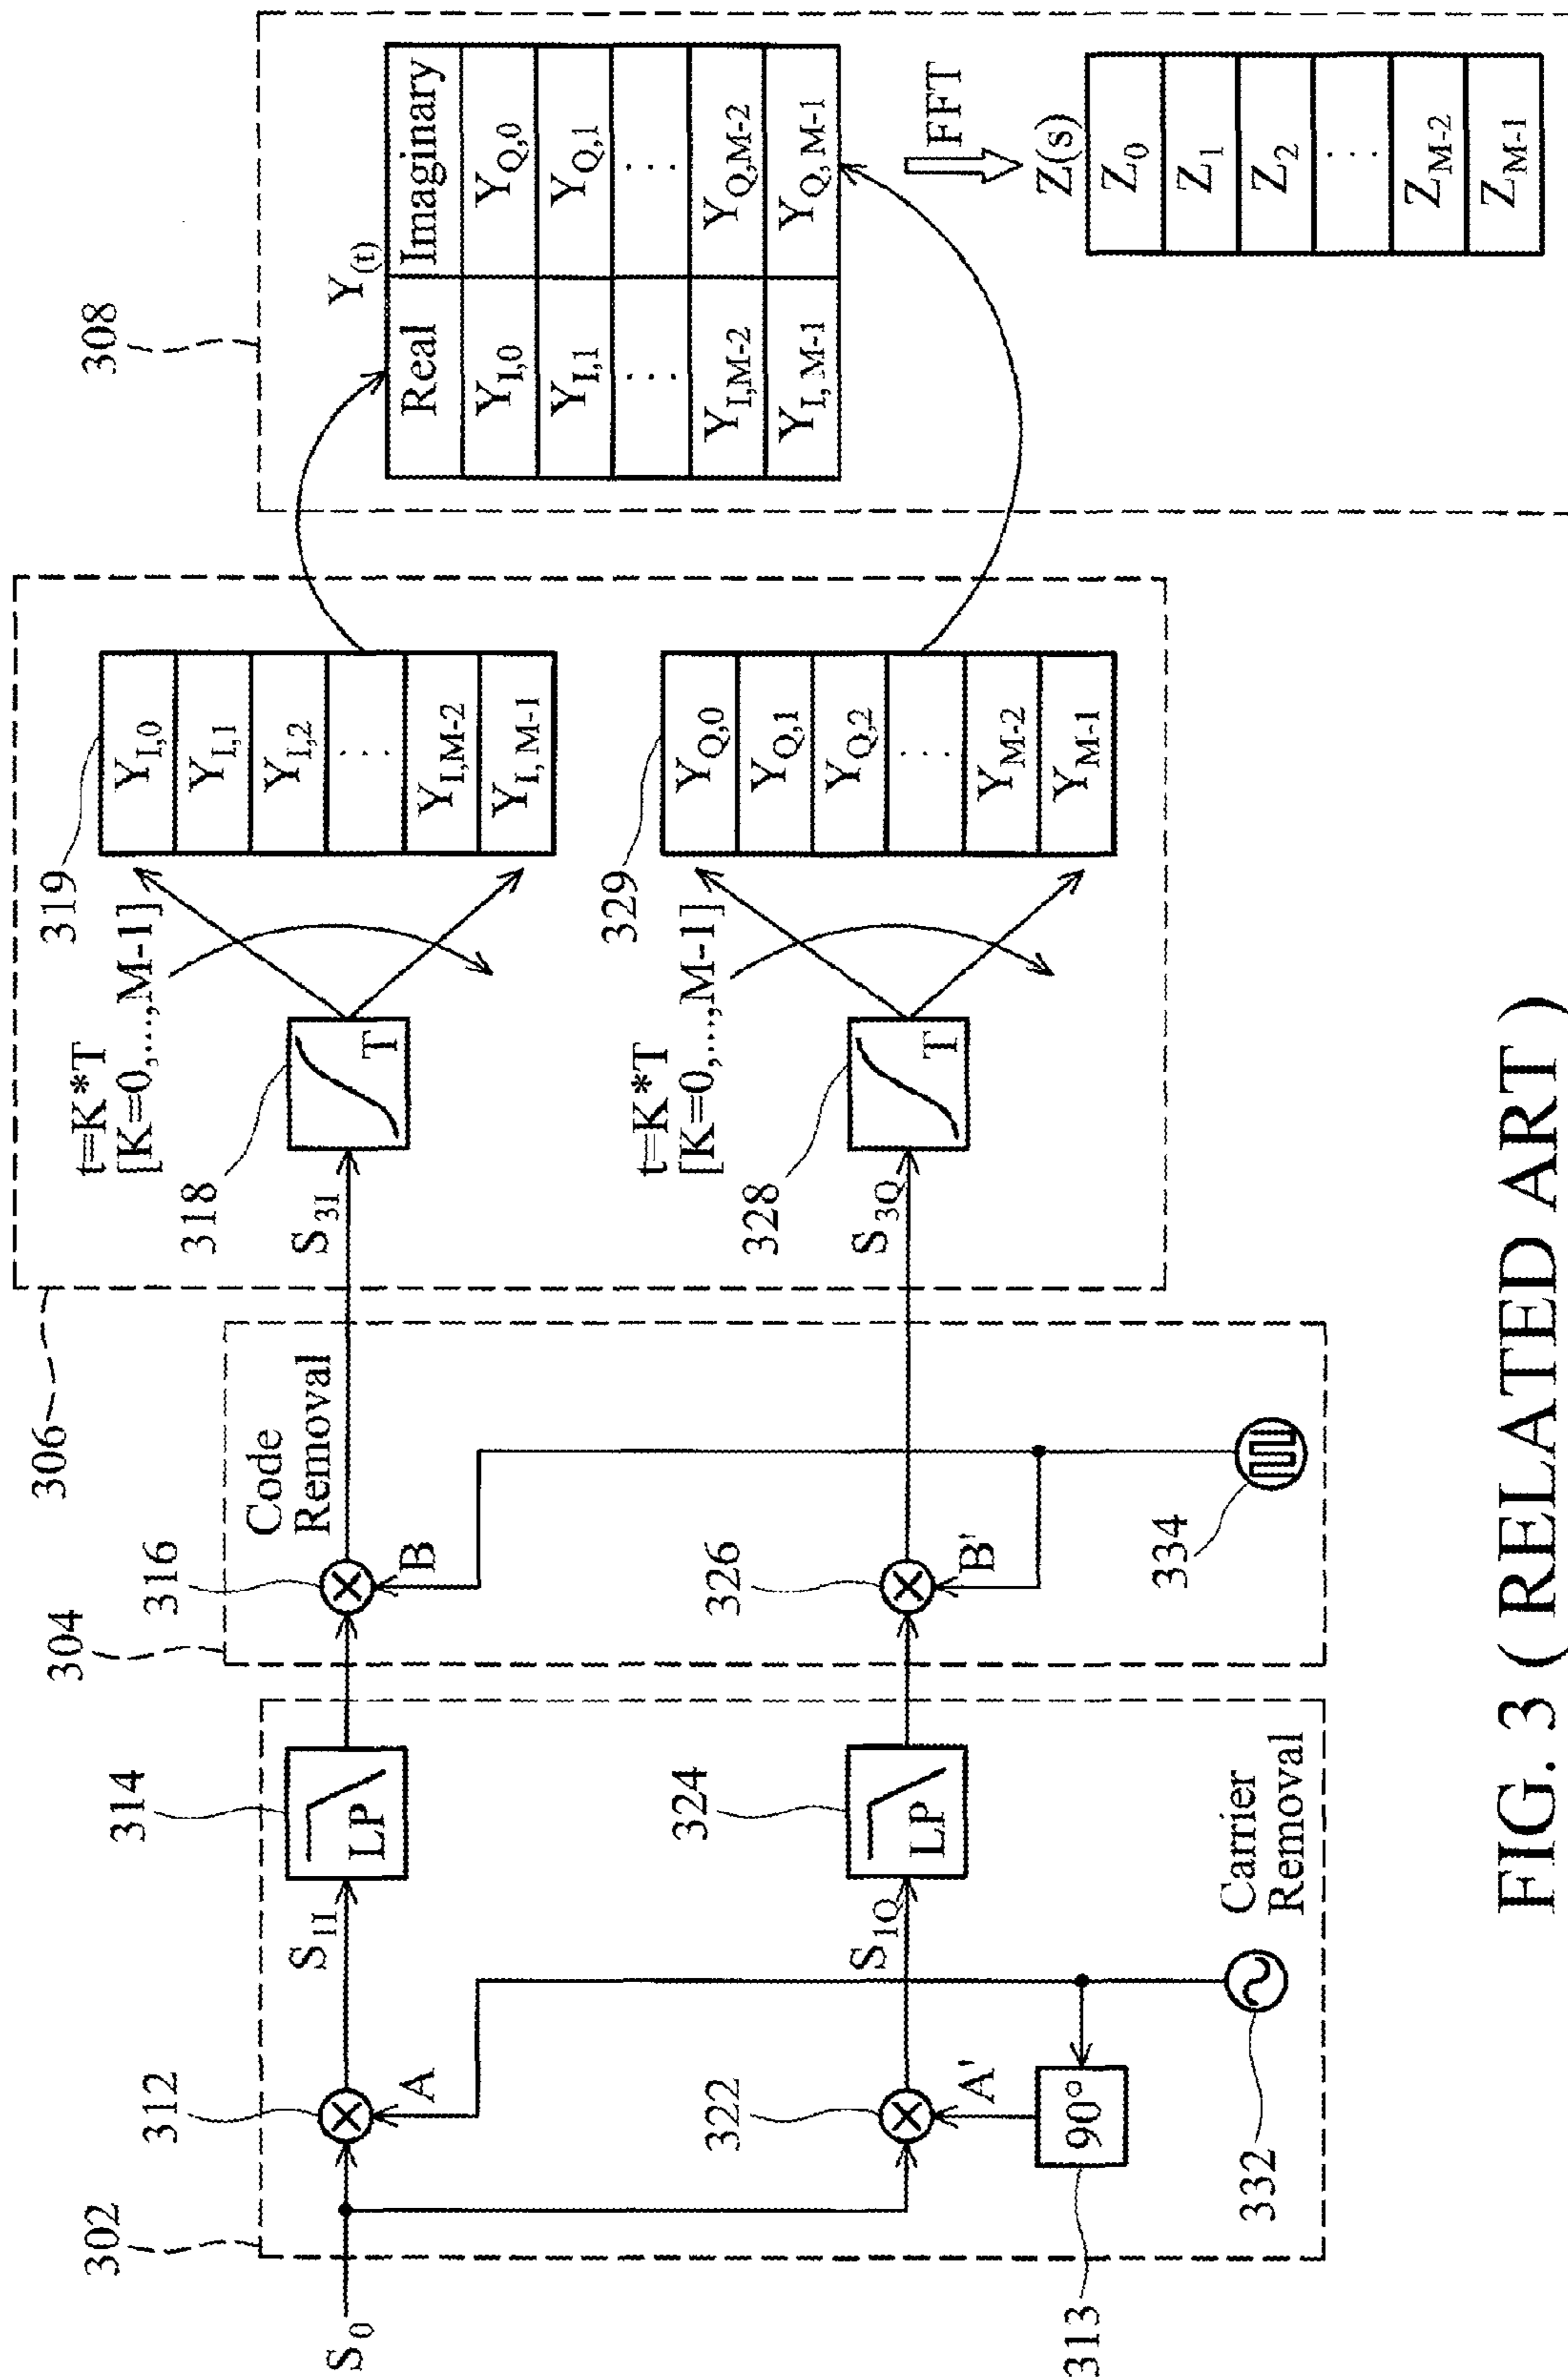 S0
302
312
A
S1I
314
LP
322
A'
S1Q
324
LP
313
90°
332
Carrier
Removal
304
316
B
Code
Removal
326
B'
334
306
S3I
318
T
t=K*T
[K=0,...,M-1]
319
YI,0
YI,1
YI,2
...
YI,M-2
YI,M-1
S3Q
328
T
t=K*T
[K=0,...,M-1]
329
YQ,0
YQ,1
YQ,2
...
YM-2
YM-1
308
Y(t)
Real Imaginary
YI,0 YQ,0
YI,1 YQ,1
... ...
YI,M-2 YQ,M-2
YI, M-1 YQ, M-1
FFT
Z(s)
Z0
Z1
Z2
...
ZM-2
ZM-1
FIG. 3 ( RELATED ART )